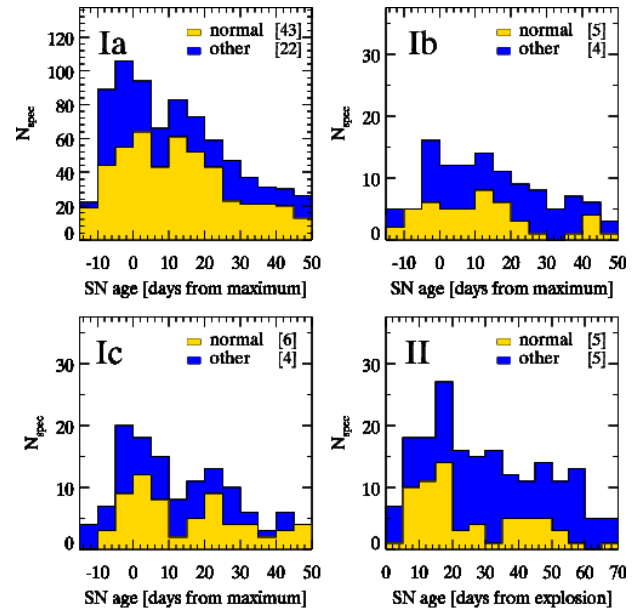 Ia
normal [43]
other [22]
120
100
80
60
40
20
0
N_spec
-10 0 10 20 30 40 50
SN age [days from maximum]
Ib
normal [5]
other [4]
30
20
10
0
N_spec
-10 0 10 20 30 40 50
SN age [days from maximum]
Ic
normal [6]
other [4]
30
20
10
0
N_spec
-10 0 10 20 30 40 50
SN age [days from maximum]
II
normal [5]
other [5]
30
20
10
0
N_spec
0 10 20 30 40 50 60 70
SN age [days from explosion]